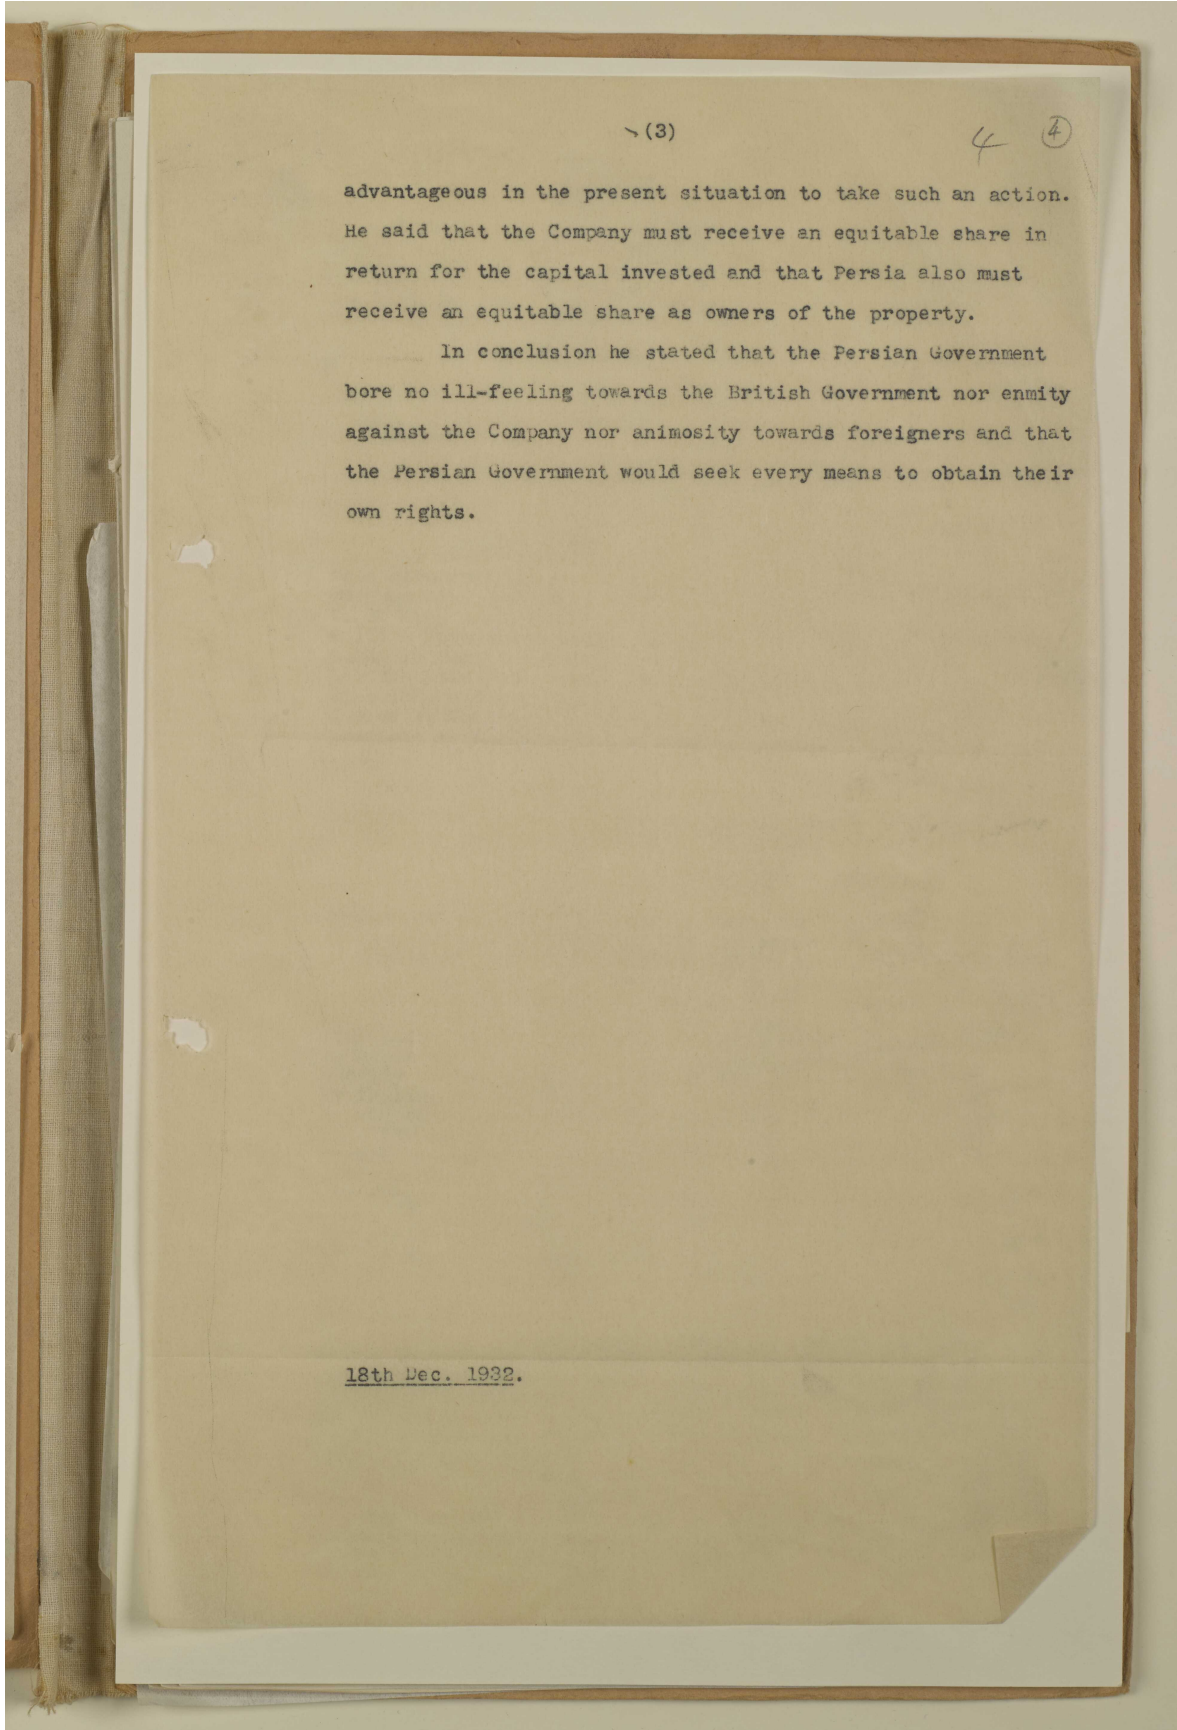 (3)
4 4
advantageous in the present situation to take such an action.
He said that the Company must receive an equitable share in
return for the capital invested and that Persia also must
receive an equitable share as owners of the property.
In conclusion he stated that the Persian Government
bore no ill-feeling towards the British Government nor enmity
against the Company nor animosity towards foreigners and that
the Persian Government would seek every means to obtain their
own rights.
18th Dec. 1932.